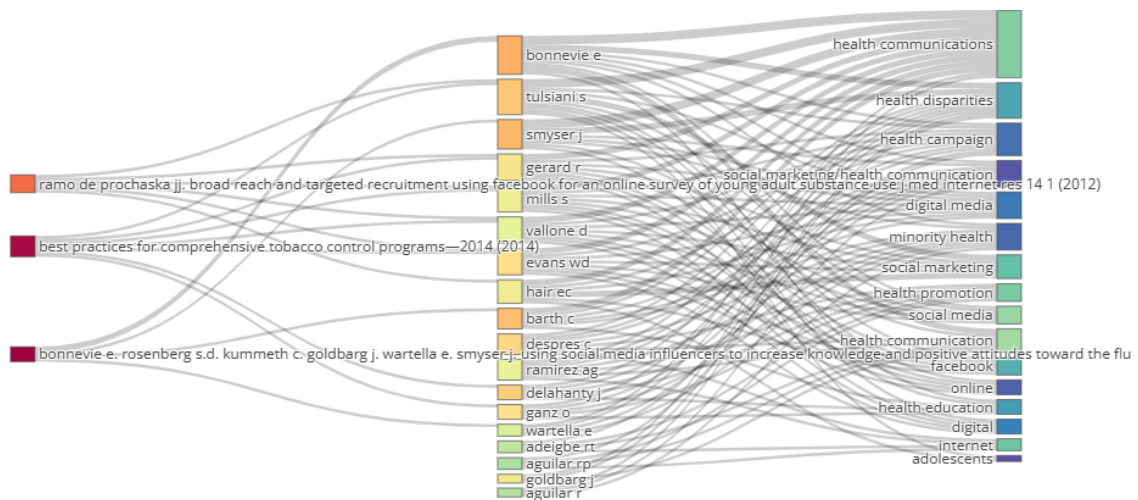 ramo de prochaska jj. broad reach and targeted recruitment using facebook for an online survey of young adult substance use j med internet res 14 1 (2012)
best practices for comprehensive tobacco control programs—2014 (2014)
bonnevie e. rosenberg s.d. kummeth c. goldbarg j. wartella e. smyser j. using social media influencers to increase knowledge and positive attitudes toward the flu
bonnevie e
tulsiani s
smyser j
gerard r
mills s
vallone d
evans wd
hair ec
barth c
despres c
ramirez ag
delahanty j
ganz o
wartella e
adeigbe rt
aguilar rp
goldbarg j
aguilar r
health communications
health disparities
health campaign
social marketing/health communication
digital media
minority health
social marketing
health promotion
social media
health communication
facebook
online
health education
digital
internet
adolescents